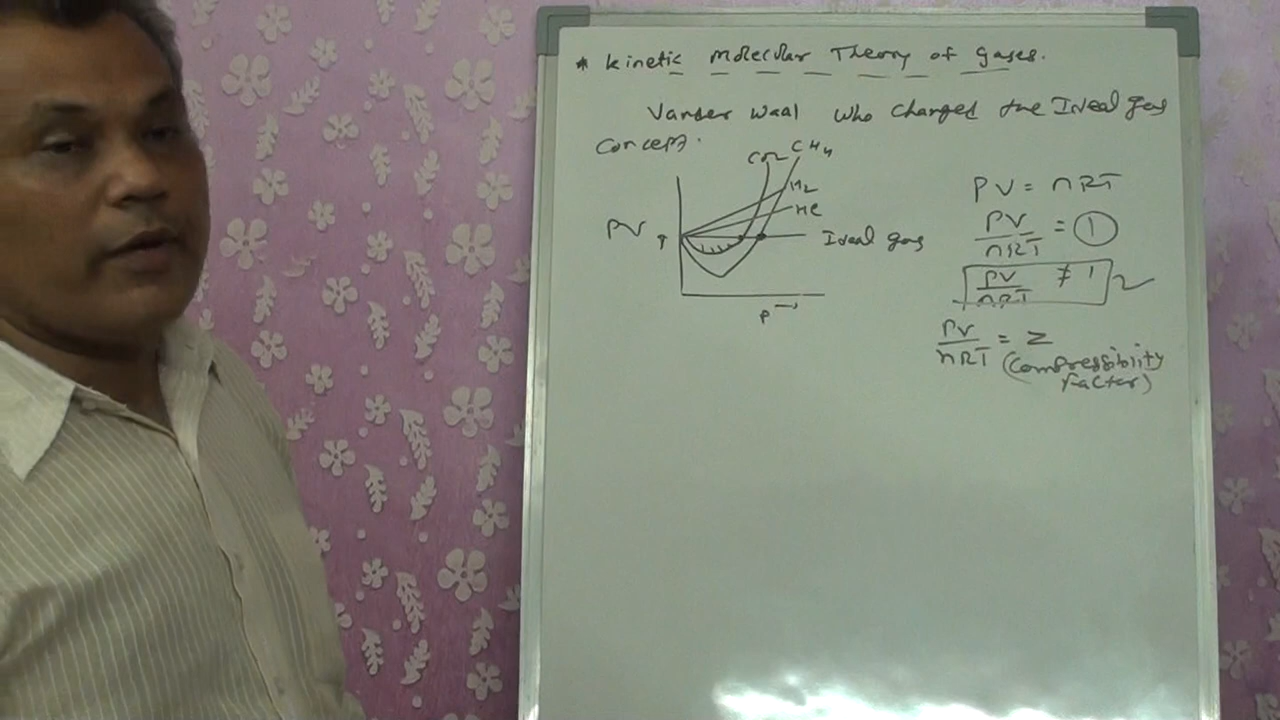 * Kinetic Molecular Theory of Gases.
Vander Waal who changed the Ideal gas
Concept.
CO2 CH4
H2
He
PV ↑
Ideal gas
P →
PV = nRT
PV/nRT = 1
PV/nRT ≠ 1
PV/nRT = Z
(Compressibility
factor)